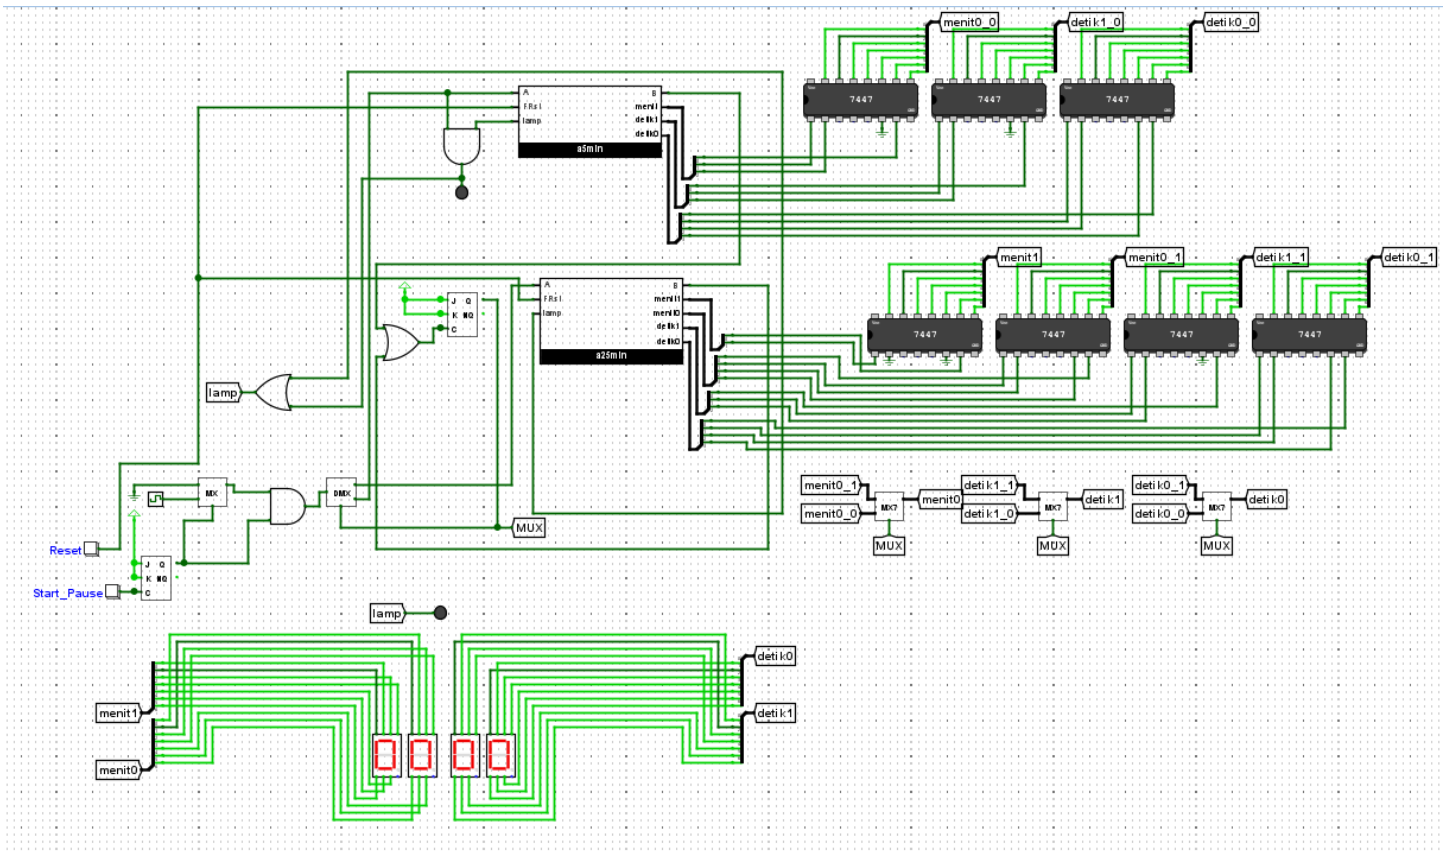 menit0_0
detik1_0
detik0_0
7447
7447
7447
A
FRst
lamp
B
menit
detik1
detik0
a5min
menit1
menit0_1
detik1_1
detik0_1
7447
7447
7447
7447
J Q
K NQ
C
A
FRst
lamp
B
menit1
menit0
detik1
detik0
a25min
lamp
MX
DMX
MUX
Reset
J Q
K NQ
C
Start_Pause
menit0_1
menit0_0
MX7
menit0
MUX
detik1_1
detik1_0
MX7
detik1
MUX
detik0_1
detik0_0
MX7
detik0
MUX
lamp
menit1
menit0
detik0
detik1